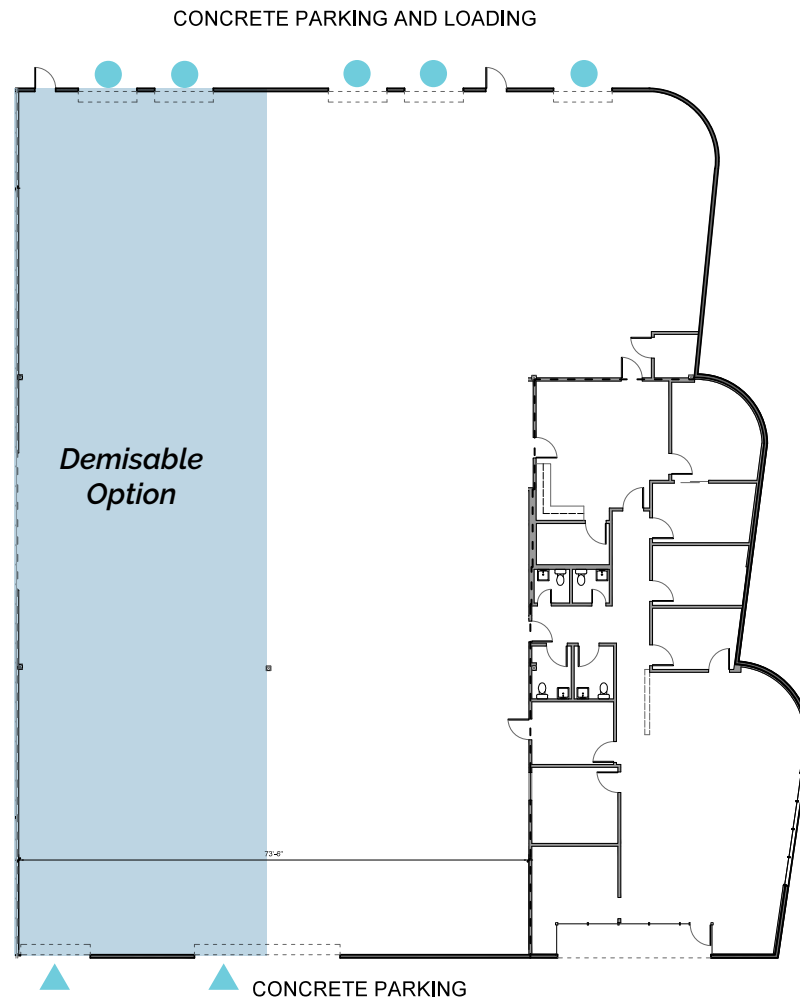 CONCRETE PARKING AND LOADING
Demisable
Option
73'-6"
CONCRETE PARKING